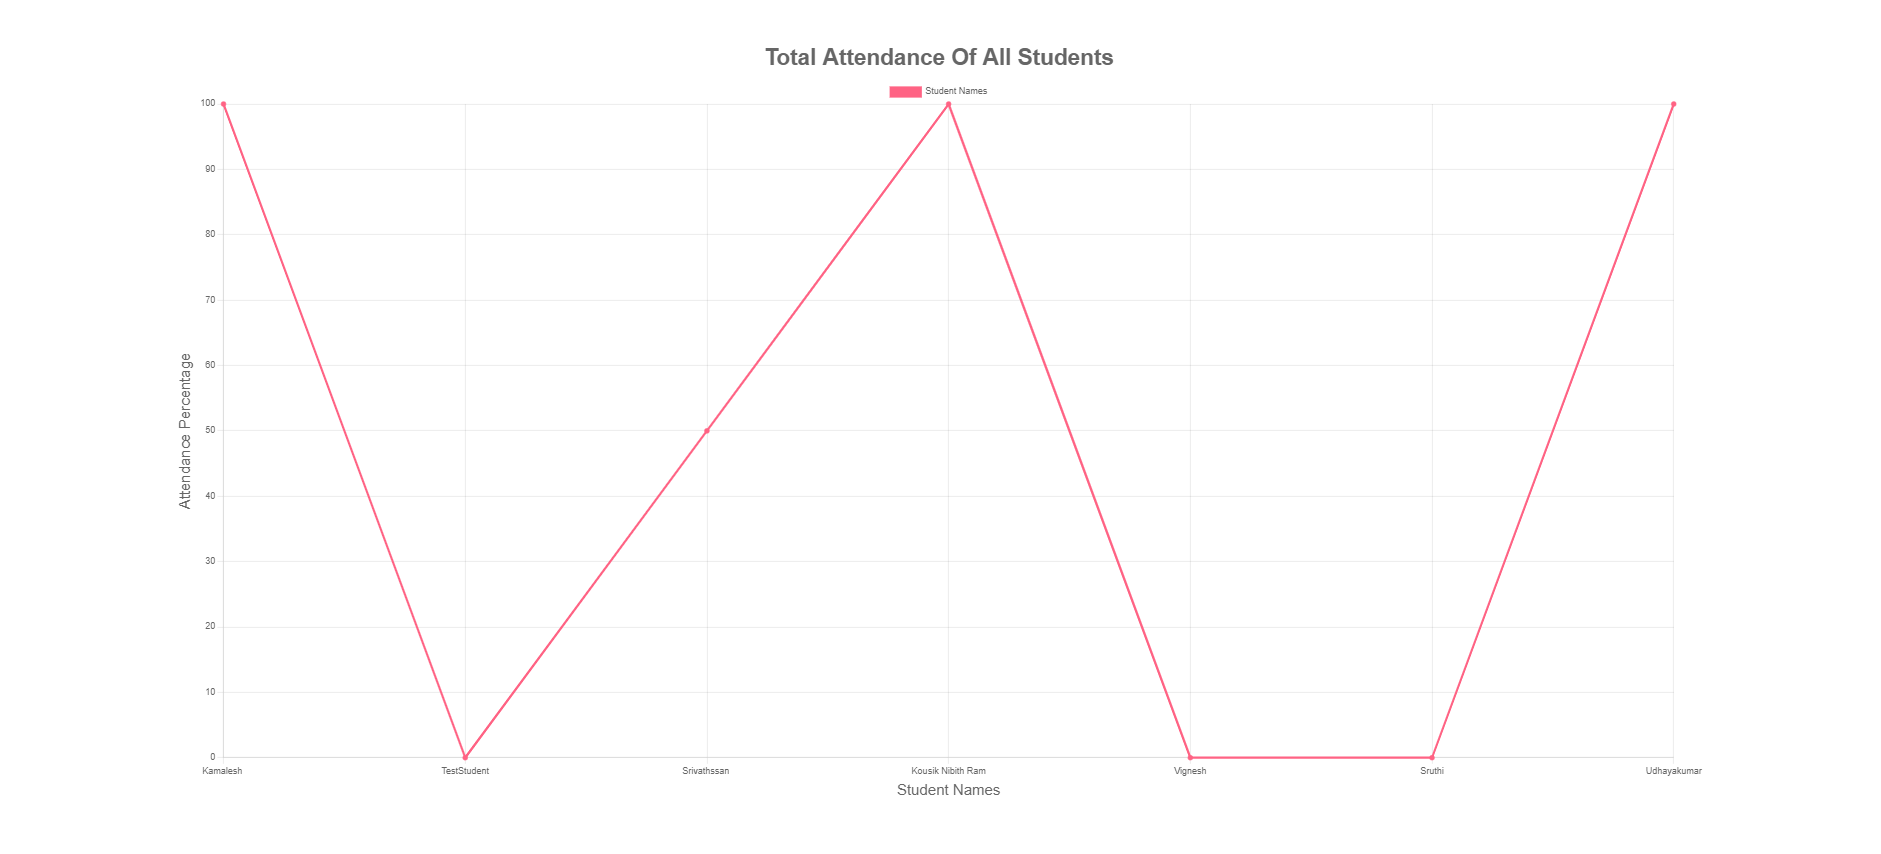 Total Attendance Of All Students
Student Names
100
90
80
70
60
50
40
30
20
10
0
Attendance Percentage
Kamalesh TestStudent Srivathssan Kousik Nibith Ram Vignesh Sruthi Udhayakumar
Student Names